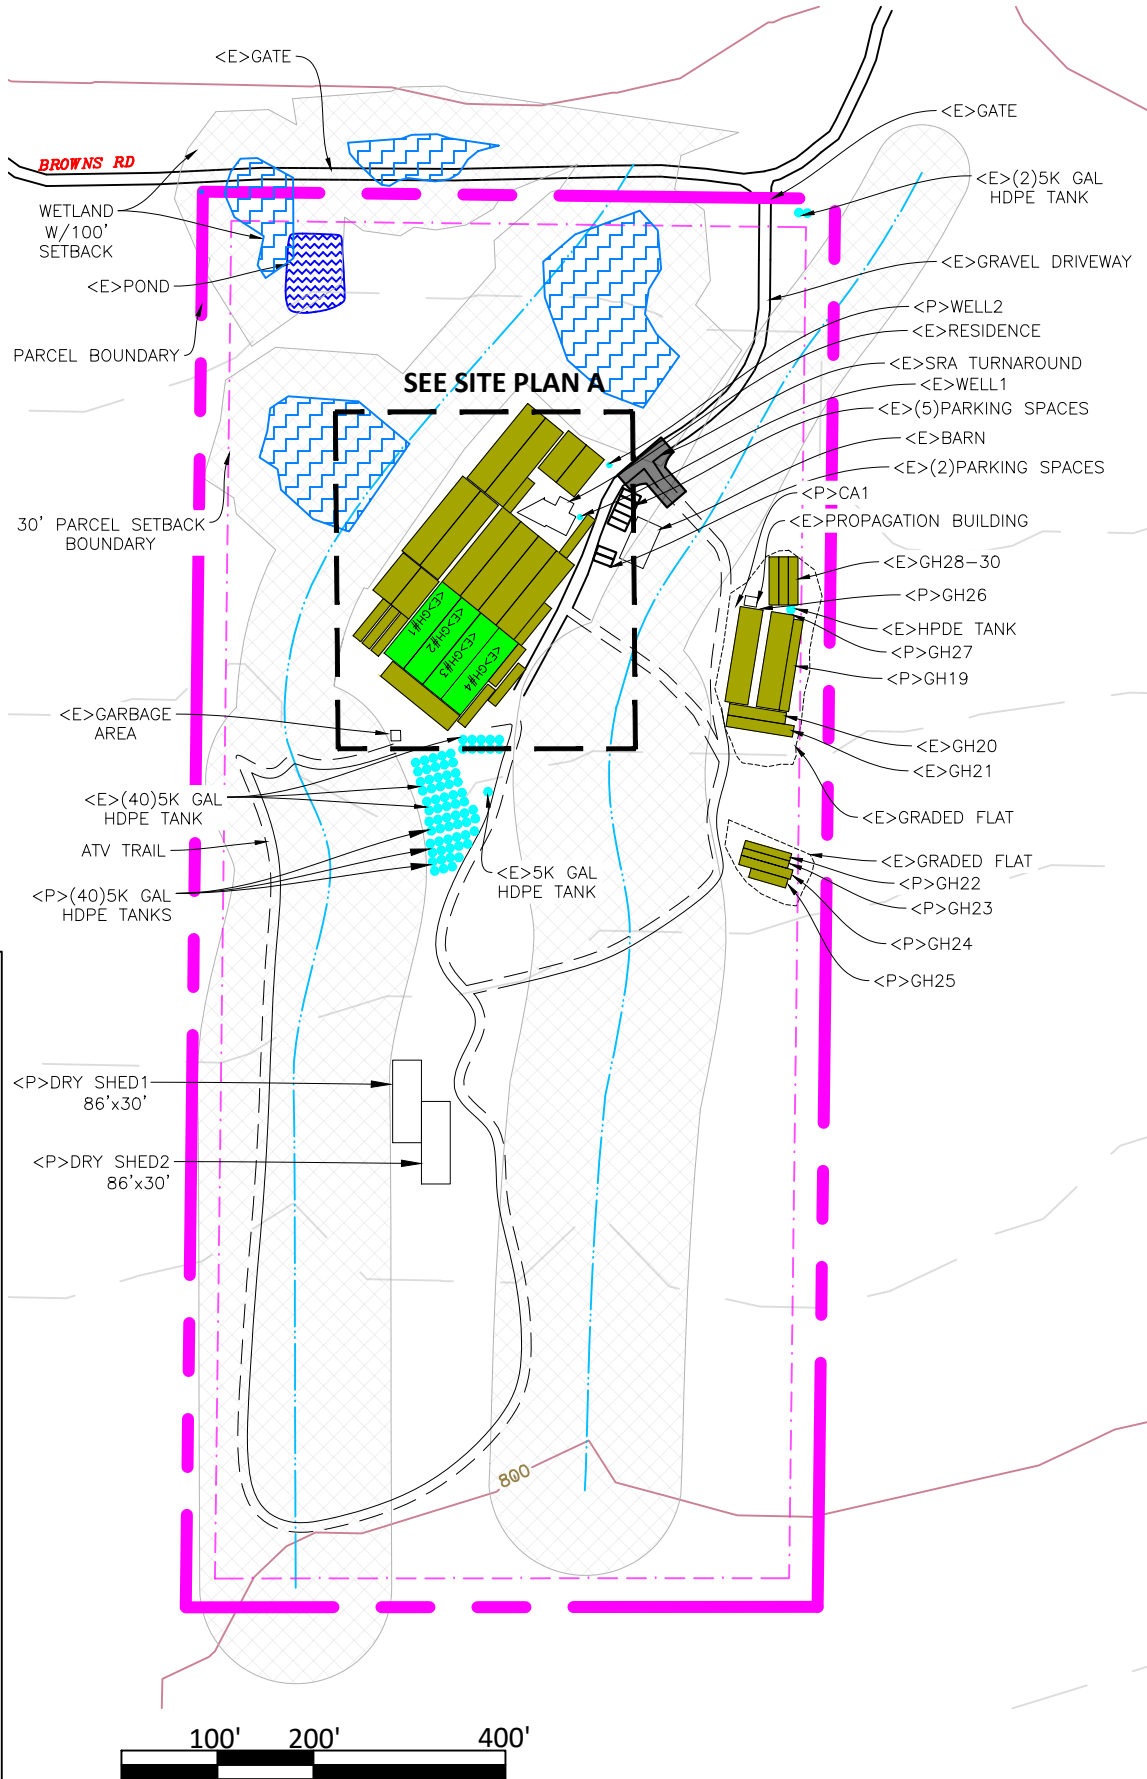 <E>GATE
<E>GATE
BROWNS RD
<E>(2)5K GAL
HDPE TANK
WETLAND
W/100'
SETBACK
<E>GRAVEL DRIVEWAY
<E>POND
<P>WELL2
<E>RESIDENCE
PARCEL BOUNDARY
<E>SRA TURNAROUND
SEE SITE PLAN A
<E>WELL1
<E>(5)PARKING SPACES
<E>BARN
<E>(2)PARKING SPACES
<P>CA1
30' PARCEL SETBACK
BOUNDARY
<E>PROPAGATION BUILDING
<E>GH28-30
<P>GH26
<E>HPDE TANK
<P>GH27
<P>GH19
<E>GH#1
<E>GH#2
<E>GH#3
<E>GH#4
<E>GARBAGE
AREA
<E>GH20
<E>GH21
<E>(40)5K GAL
HDPE TANK
<E>GRADED FLAT
ATV TRAIL
<E>GRADED FLAT
<E>5K GAL
HDPE TANK
<P>(40)5K GAL
HDPE TANKS
<P>GH22
<P>GH23
<P>GH24
<P>GH25
<P>DRY SHED1
86'x30'
<P>DRY SHED2
86'x30'
800
100' 200' 400'